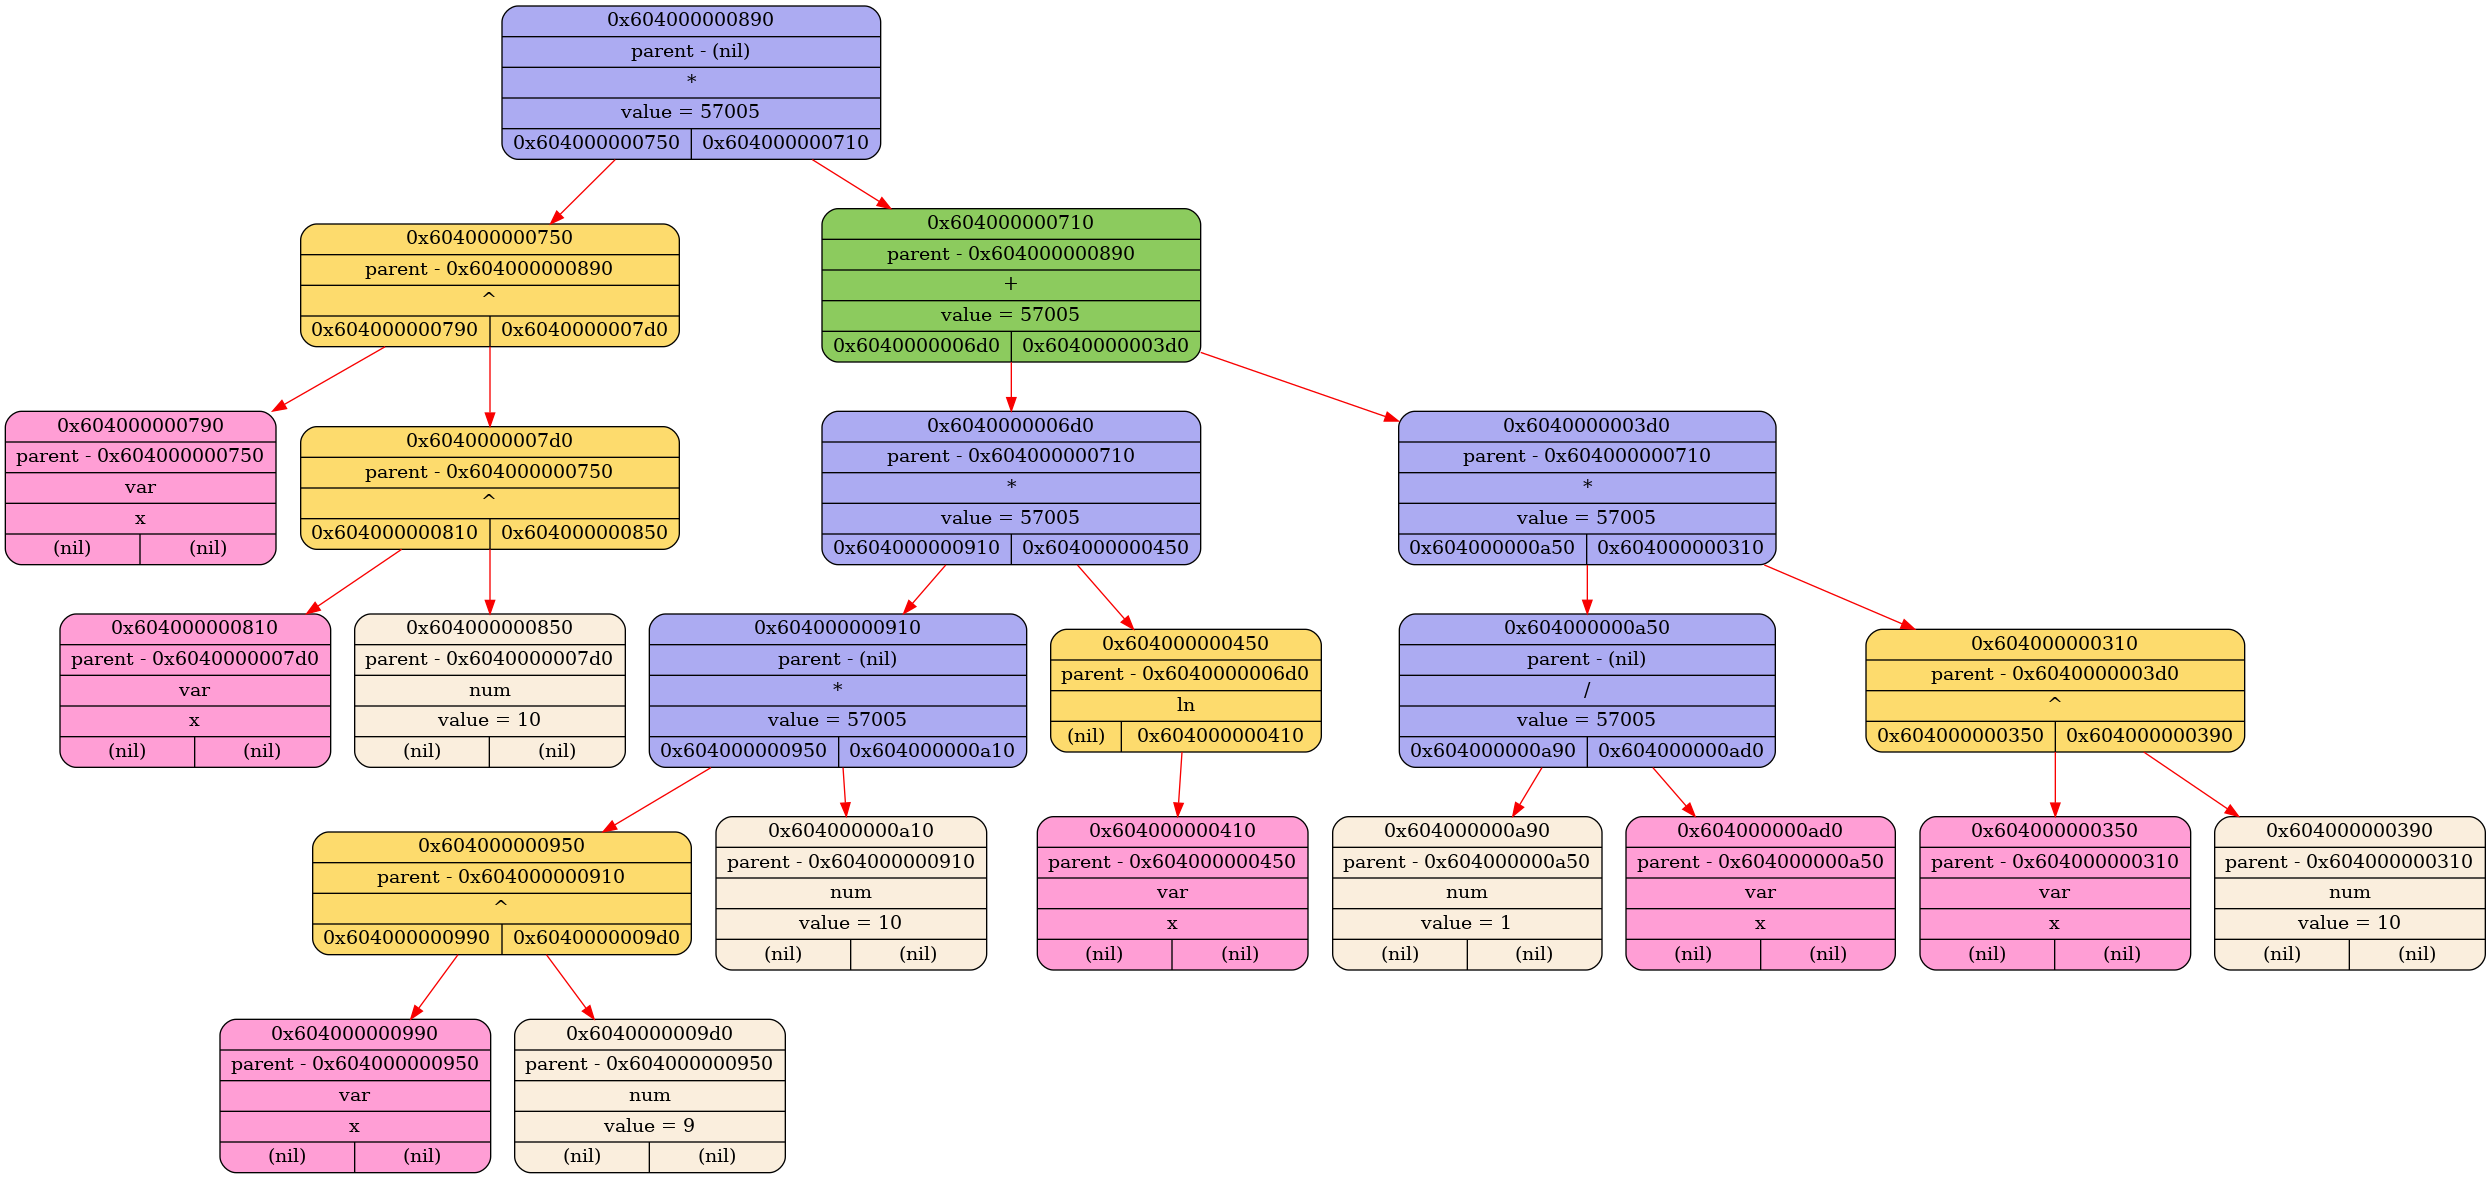 0x604000000890
parent - (nil)
*
value = 57005
0x604000000750 0x604000000710
0x604000000750
parent - 0x604000000890
^
0x604000000790 0x6040000007d0
0x604000000710
parent - 0x604000000890
+
value = 57005
0x6040000006d0 0x6040000003d0
0x604000000790
parent - 0x604000000750
var
x
(nil) (nil)
0x6040000007d0
parent - 0x604000000750
^
0x604000000810 0x604000000850
0x6040000006d0
parent - 0x604000000710
*
value = 57005
0x604000000910 0x604000000450
0x6040000003d0
parent - 0x604000000710
*
value = 57005
0x604000000a50 0x604000000310
0x604000000810
parent - 0x6040000007d0
var
x
(nil) (nil)
0x604000000850
parent - 0x6040000007d0
num
value = 10
(nil) (nil)
0x604000000910
parent - (nil)
*
value = 57005
0x604000000950 0x604000000a10
0x604000000450
parent - 0x6040000006d0
ln
(nil) 0x604000000410
0x604000000a50
parent - (nil)
/
value = 57005
0x604000000a90 0x604000000ad0
0x604000000310
parent - 0x6040000003d0
^
0x604000000350 0x604000000390
0x604000000950
parent - 0x604000000910
^
0x604000000990 0x6040000009d0
0x604000000a10
parent - 0x604000000910
num
value = 10
(nil) (nil)
0x604000000410
parent - 0x604000000450
var
x
(nil) (nil)
0x604000000a90
parent - 0x604000000a50
num
value = 1
(nil) (nil)
0x604000000ad0
parent - 0x604000000a50
var
x
(nil) (nil)
0x604000000350
parent - 0x604000000310
var
x
(nil) (nil)
0x604000000390
parent - 0x604000000310
num
value = 10
(nil) (nil)
0x604000000990
parent - 0x604000000950
var
x
(nil) (nil)
0x6040000009d0
parent - 0x604000000950
num
value = 9
(nil) (nil)